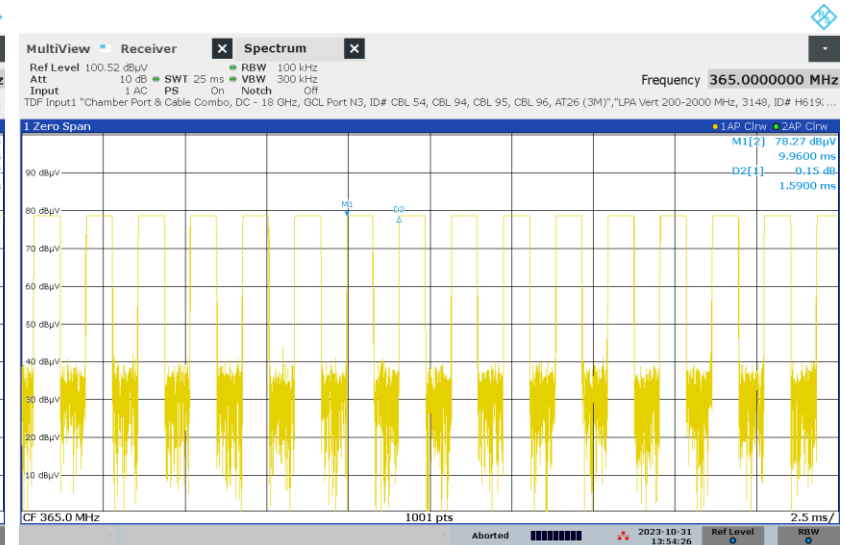 R&S
MultiView Receiver X Spectrum X
Ref Level 100.52 dBµV RBW 100 kHz
Att 10 dB SWT 25 ms VBW 300 kHz
Input 1 AC PS On Notch Off
Frequency 365.0000000 MHz
TDF Input1 "Chamber Port & Cable Combo, DC - 18 GHz, GCL Port N3, ID# CBL 54, CBL 94, CBL 95, CBL 96, AT26 (3M)","LPA Vert 200-2000 MHz, 3148, ID# H619: ...
1 Zero Span 1AP Clrw 2AP Clrw
M1[2] 78.27 dBµV
9.9600 ms
D2[1] 0.15 dB
1.5900 ms
90 dBµV
80 dBµV
M1
D2
70 dBµV
60 dBµV
50 dBµV
40 dBµV
30 dBµV
20 dBµV
10 dBµV
CF 365.0 MHz 1001 pts 2.5 ms/
Aborted 2023-10-31
13:54:26
Ref Level RBW